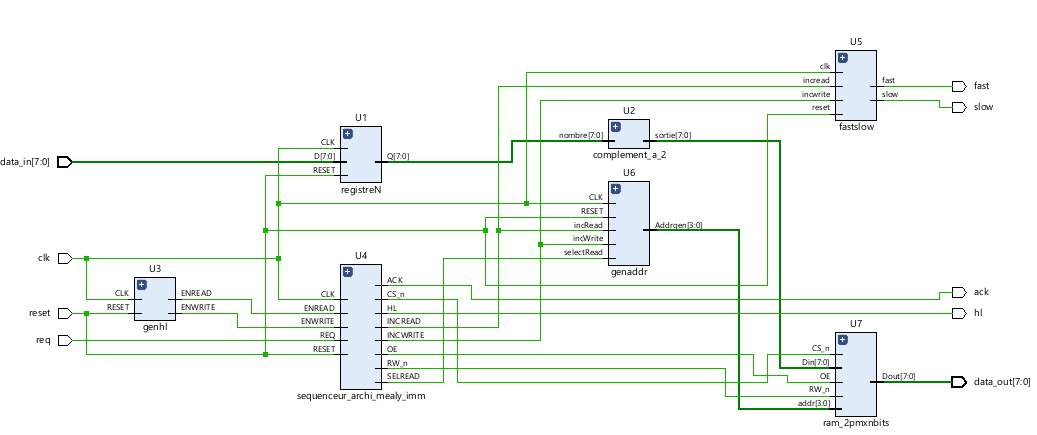 U5
clk
incread
incwrite
reset
fast
slow
fastslow
fast
slow
U1
CLK
D[7:0]
RESET
Q[7:0]
registreN
data_in[7:0]
U2
nombre[7:0]
sortie[7:0]
complement_a_2
U6
CLK
RESET
incRead
incWrite
selectRead
Addrgen[3:0]
genaddr
clk
reset
req
U3
CLK
RESET
ENREAD
ENWRITE
genhl
U4
CLK
ENREAD
ENWRITE
REQ
RESET
ACK
CS_n
HL
INCREAD
INCWRITE
OE
RW_n
SELREAD
sequenceur_archi_mealy_imm
ack
hl
U7
CS_n
Din[7:0]
OE
RW_n
addr[3:0]
Dout[7:0]
ram_2pmxnbits
data_out[7:0]